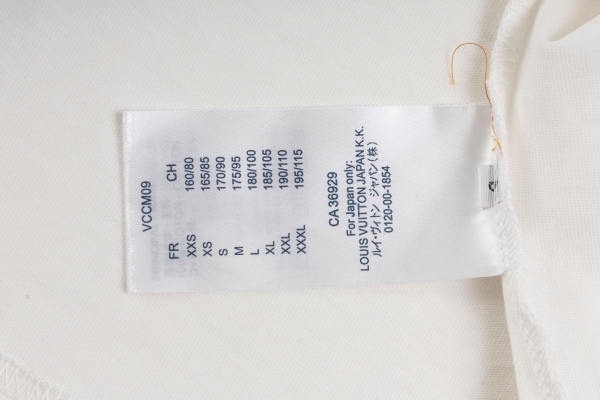 VCCM09
FR CH
XXS 160/80
XS 165/85
S 170/90
M 175/95
L 180/100
XL 185/105
XXL 190/110
XXXL 195/115
CA 36929
For Japan only:
LOUIS VUITTON JAPAN K.K.
ルイ・ヴィトン ジャパン(株)
0120-00-1854